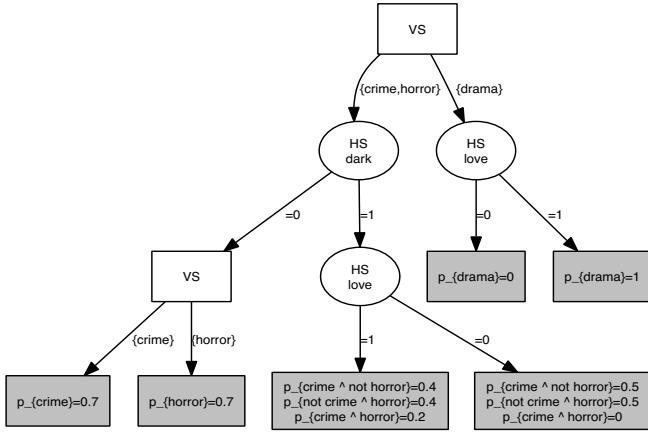 VS
{crime,horror}
{drama}
HS
dark
HS
love
=0
=1
=0
=1
VS
HS
love
p_{drama}=0
p_{drama}=1
{crime}
{horror}
=1
=0
p_{crime}=0.7
p_{horror}=0.7
p_{crime ^ not horror}=0.4
p_{not crime ^ horror}=0.4
p_{crime ^ horror}=0.2
p_{crime ^ not horror}=0.5
p_{not crime ^ horror}=0.5
p_{crime ^ horror}=0